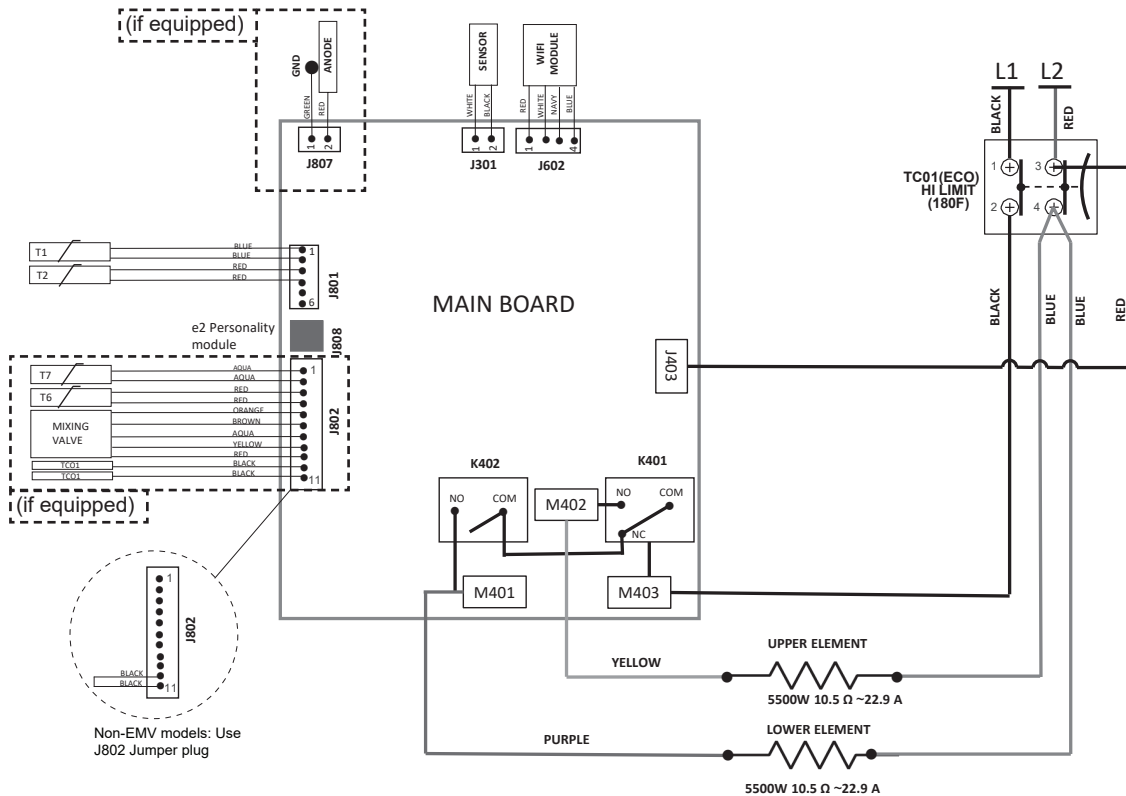 (if equipped)
GND
ANODE
GREEN
RED
1
2
J807
SENSOR
WHITE
BLACK
1
2
J301
WIFI
MODULE
RED
WHITE
NAVY
BLUE
1
4
J602
L1
L2
BLACK
RED
TC01(ECO)
HI LIMIT
(180F)
1
3
2
4
BLACK
BLUE
BLUE
RED
T1
T2
BLUE
BLUE
RED
RED
1
6
J801
MAIN BOARD
e2 Personality
module
J808
J403
T7
T6
MIXING
VALVE
TCO1
TCO1
AQUA
AQUA
RED
RED
ORANGE
BROWN
AQUA
YELLOW
RED
BLACK
BLACK
1
11
J802
(if equipped)
K402
NO
COM
M402
K401
NO
COM
NC
M401
M403
1
J802
BLACK
BLACK
11
Non-EMV models: Use
J802 Jumper plug
YELLOW
UPPER ELEMENT
5500W 10.5 Ω ~22.9 A
PURPLE
LOWER ELEMENT
5500W 10.5 Ω ~22.9 A